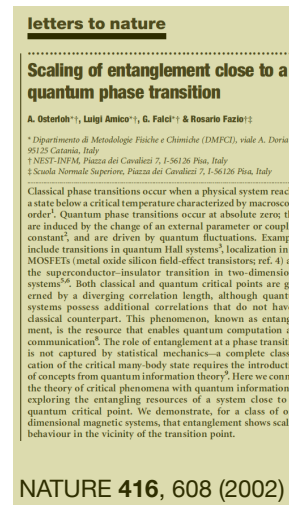 letters to nature
Scaling of entanglement close to a
quantum phase transition
A. Osterloh*†, Luigi Amico*†, G. Falci*† & Rosario Fazio†‡
* Dipartimento di Metodologie Fisiche e Chimiche (DMFCI), viale A. Doria
95125 Catania, Italy
† NEST-INFM, Piazza dei Cavalieri 7, I-56126 Pisa, Italy
‡ Scuola Normale Superiore, Piazza dei Cavalieri 7, I-56126 Pisa, Italy
Classical phase transitions occur when a physical system reac
a state below a critical temperature characterized by macrosco
order1. Quantum phase transitions occur at absolute zero; th
are induced by the change of an external parameter or coupl
constant2, and are driven by quantum fluctuations. Examp
include transitions in quantum Hall systems3, localization in
MOSFETs (metal oxide silicon field-effect transistors; ref. 4) a
the superconductor–insulator transition in two-dimensio
systems5,6. Both classical and quantum critical points are g
erned by a diverging correlation length, although quant
systems possess additional correlations that do not hav
classical counterpart. This phenomenon, known as entang
ment, is the resource that enables quantum computation a
communication8. The role of entanglement at a phase transiti
is not captured by statistical mechanics—a complete class
cation of the critical many-body state requires the introducti
of concepts from quantum information theory9. Here we conn
the theory of critical phenomena with quantum information
exploring the entangling resources of a system close to
quantum critical point. We demonstrate, for a class of o
dimensional magnetic systems, that entanglement shows scal
behaviour in the vicinity of the transition point.
NATURE 416, 608 (2002)